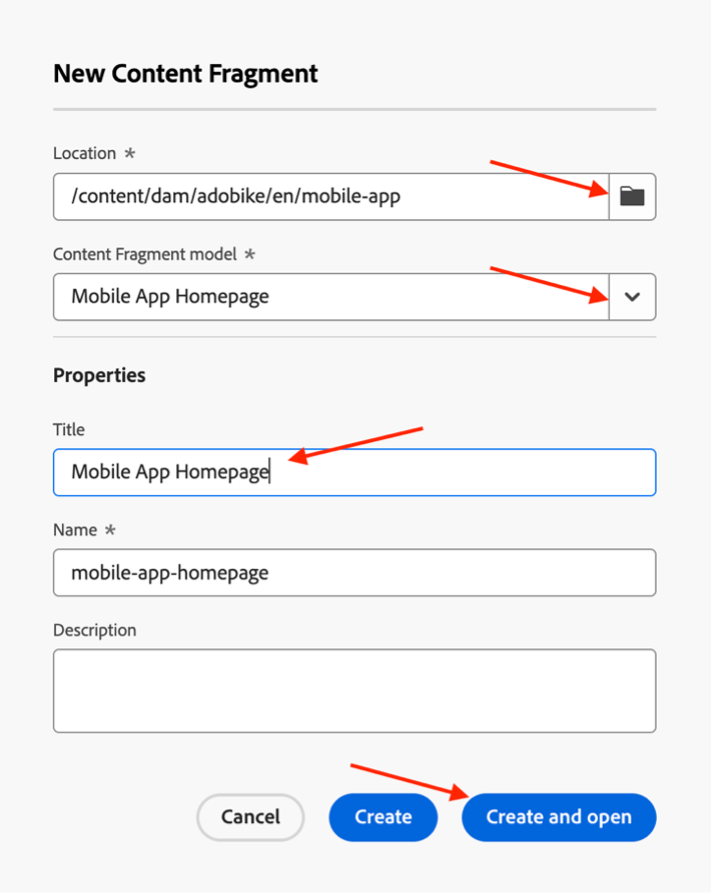 New Content Fragment
Location *
/content/dam/adobike/en/mobile-app
Content Fragment model *
Mobile App Homepage
Properties
Title
Mobile App Homepage
Name *
mobile-app-homepage
Description
Cancel Create Create and open